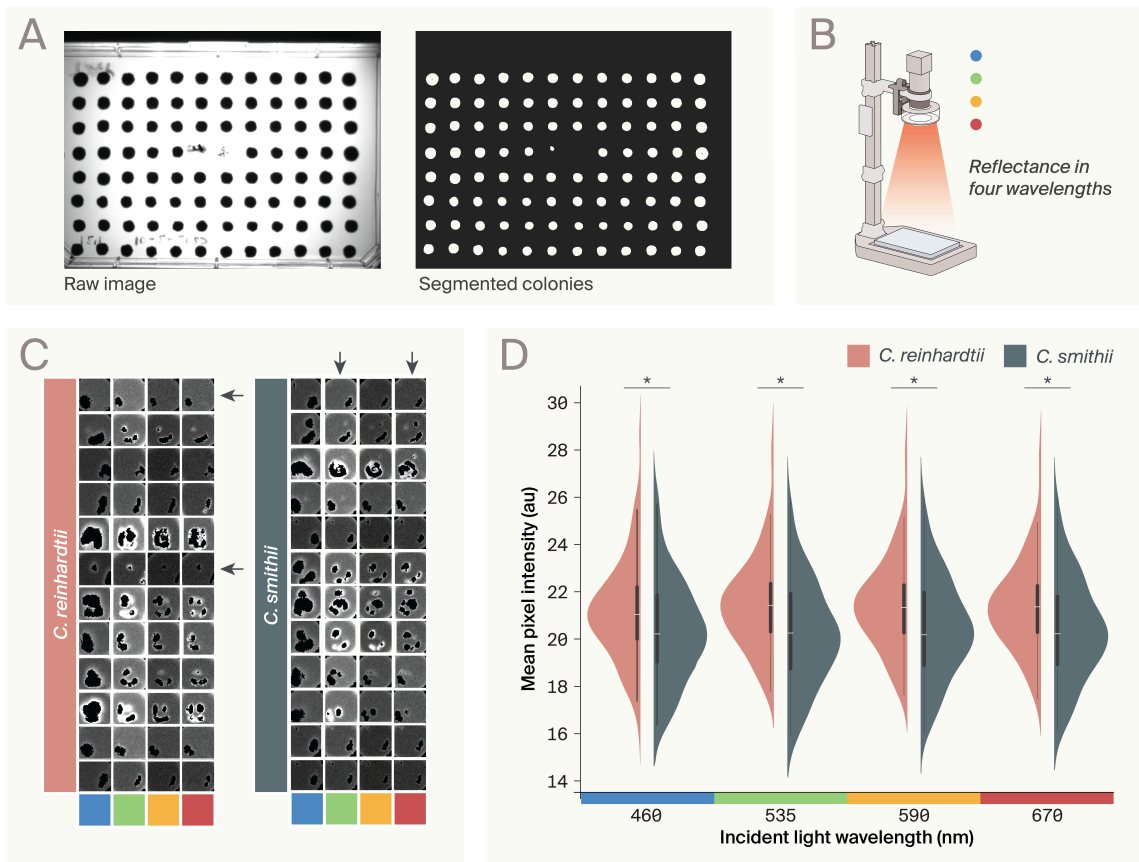 A
Raw image
Segmented colonies
B
Reflectance in
four wavelengths
C
C. reinhardtii
C. smithii
D
C. reinhardtii
C. smithii
*
*
*
*
Mean pixel intensity (au)
30
28
26
24
22
20
18
16
14
460
535
590
670
Incident light wavelength (nm)